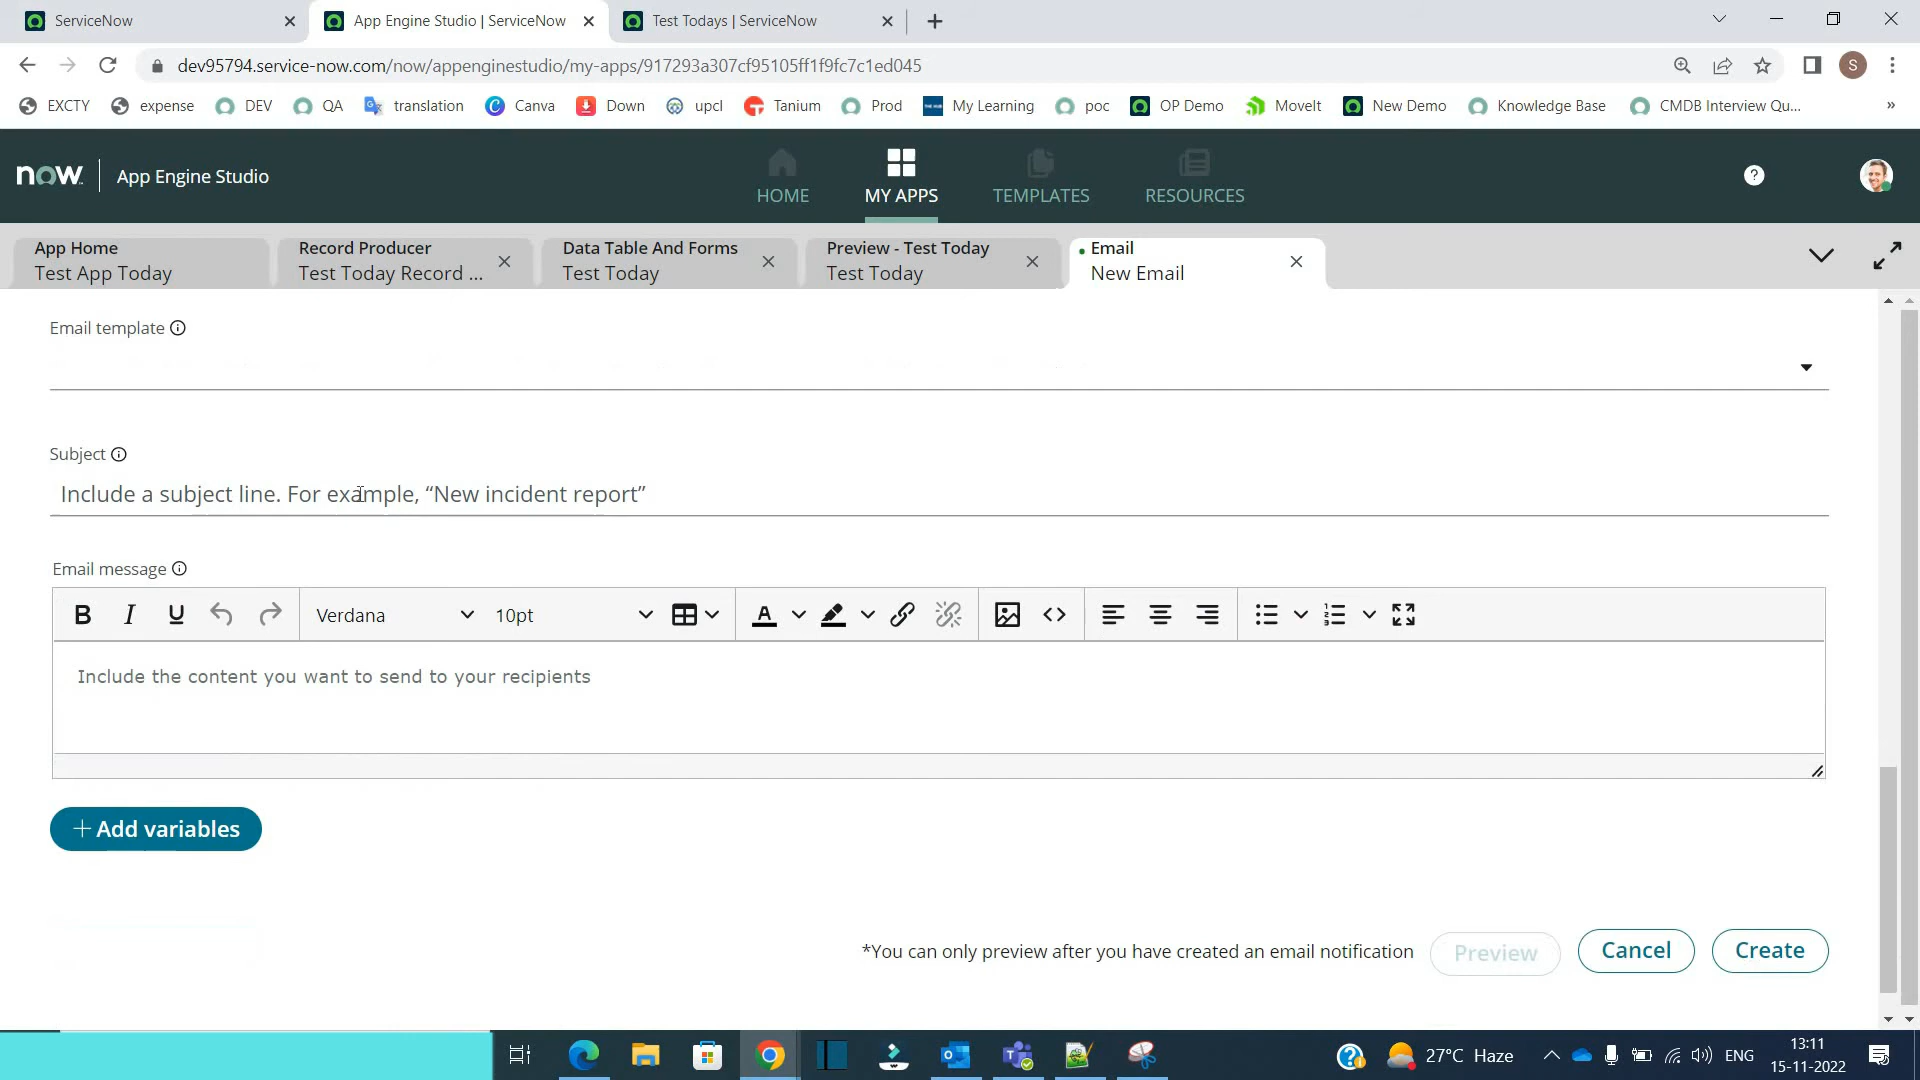 ServiceNow
App Engine Studio | ServiceNow
Test Todays | ServiceNow
dev95794.service-now.com/now/appenginestudio/my-apps/917293a307cf95105ff1f9fc7c1ed045
S
EXCTY
expense
DEV
QA
translation
Canva
Down
upcl
Tanium
Prod
My Learning
poc
OP Demo
MoveIt
New Demo
Knowledge Base
CMDB Interview Qu...
»
now
App Engine Studio
HOME
MY APPS
TEMPLATES
RESOURCES
?
App Home
Test App Today
Record Producer
Test Today Record ...
Data Table And Forms
Test Today
Preview - Test Today
Test Today
Email
New Email
Email template
Subject
Include a subject line. For example, “New incident report”
Email message
B I U
Verdana
10pt
A
Include the content you want to send to your recipients
+ Add variables
*You can only preview after you have created an email notification
Preview
Cancel
Create
27°C Haze
ENG
13:11
15-11-2022